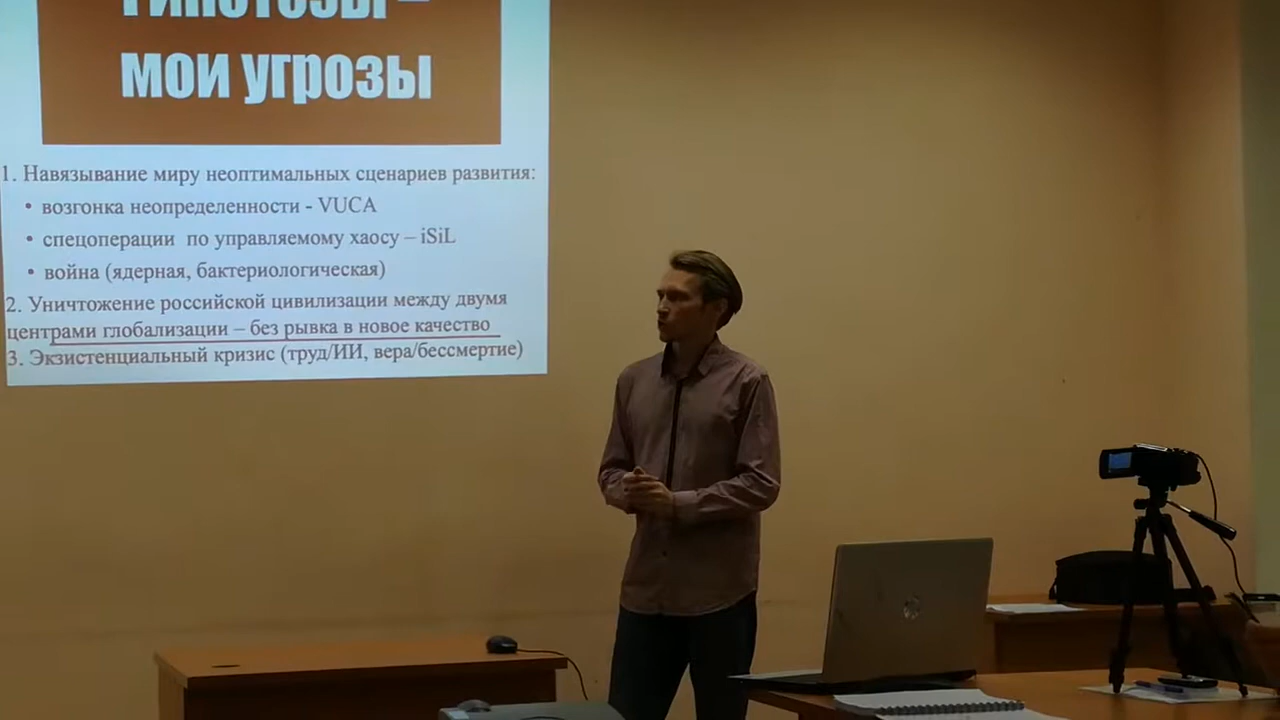 мои угрозы
1. Навязывание миру неоптимальных сценариев развития:
• возгонка неопределенности - VUCA
• спецоперации по управляемому хаосу – iSiL
• война (ядерная, бактериологическая)
2. Уничтожение российской цивилизации между двумя
центрами глобализации – без рывка в новое качество
3. Экзистенциальный кризис (труд/ИИ, вера/бессмертие)
hp